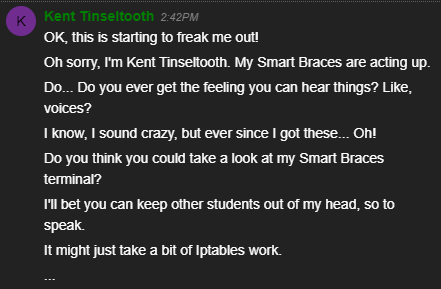 K
Kent Tinseltooth 2:42PM
OK, this is starting to freak me out!
Oh sorry, I'm Kent Tinseltooth. My Smart Braces are acting up.
Do... Do you ever get the feeling you can hear things? Like,
voices?
I know, I sound crazy, but ever since I got these... Oh!
Do you think you could take a look at my Smart Braces
terminal?
I'll bet you can keep other students out of my head, so to
speak.
It might just take a bit of Iptables work.
...